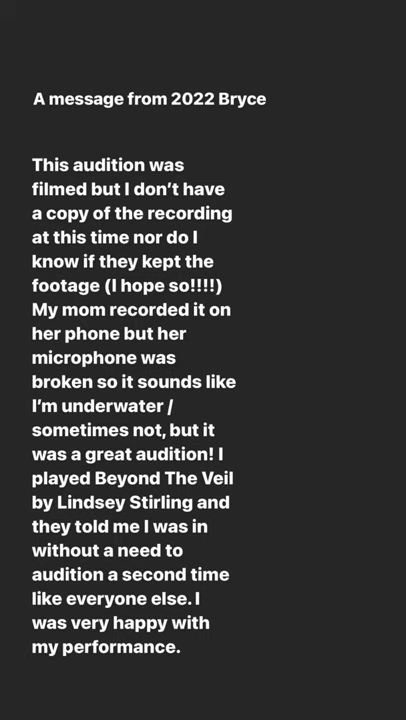 A message from 2022 Bryce
This audition was
filmed but I don't have
a copy of the recording
at this time nor do I
know if they kept the
footage (I hope so!!!!)
My mom recorded it on
her phone but her
microphone was
broken so it sounds like
I'm underwater /
sometimes not, but it
was a great audition! I
played Beyond The Veil
by Lindsey Stirling and
they told me I was in
without a need to
audition a second time
like everyone else. I
was very happy with
my performance.